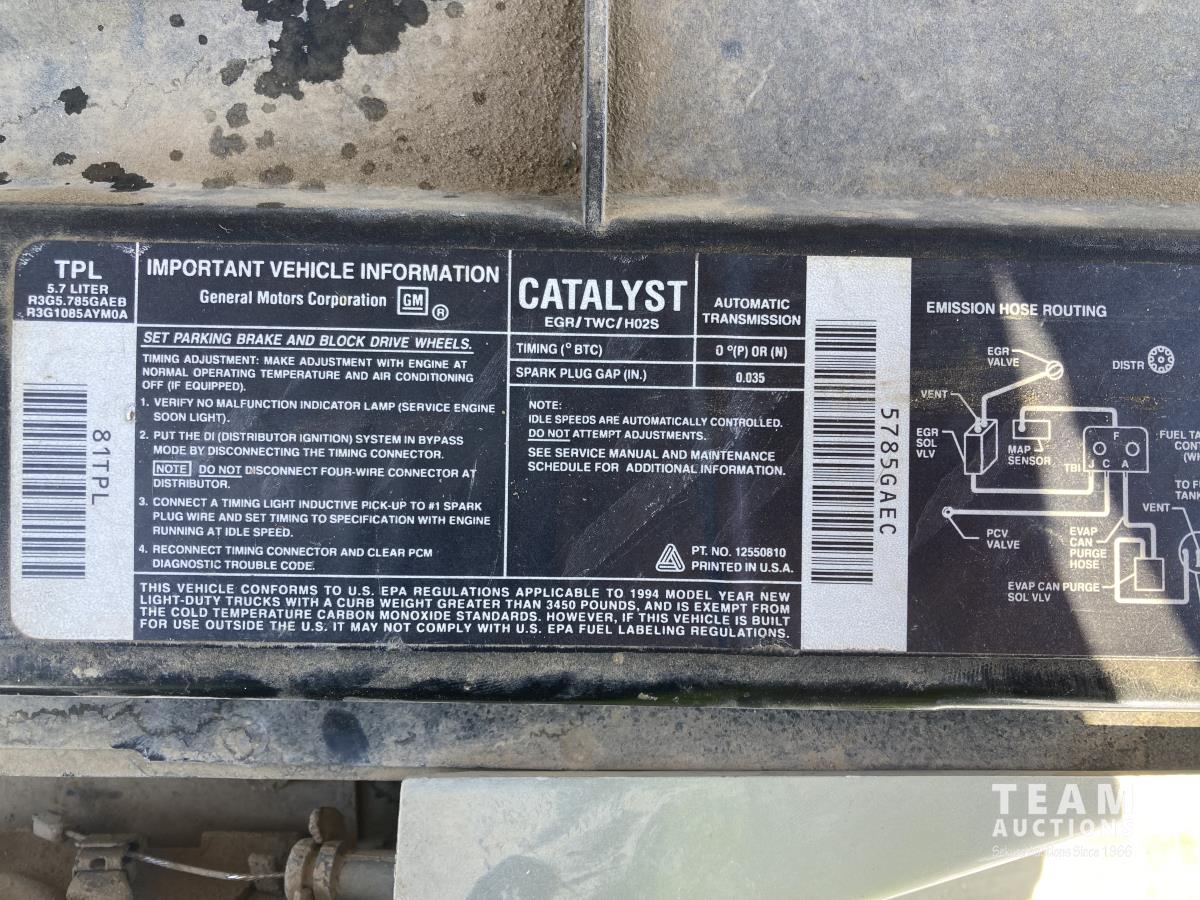 TPL
5.7 LITER
R3G5.785GAEB
R3G1085AYM0A
81TPL
IMPORTANT VEHICLE INFORMATION
General Motors Corporation GM ®
SET PARKING BRAKE AND BLOCK DRIVE WHEELS.
TIMING ADJUSTMENT: MAKE ADJUSTMENT WITH ENGINE AT
NORMAL OPERATING TEMPERATURE AND AIR CONDITIONING
OFF (IF EQUIPPED).
1. VERIFY NO MALFUNCTION INDICATOR LAMP (SERVICE ENGINE
SOON LIGHT).
2. PUT THE DI (DISTRIBUTOR IGNITION) SYSTEM IN BYPASS
MODE BY DISCONNECTING THE TIMING CONNECTOR.
NOTE DO NOT DISCONNECT FOUR-WIRE CONNECTOR AT
DISTRIBUTOR.
3. CONNECT A TIMING LIGHT INDUCTIVE PICK-UP TO #1 SPARK
PLUG WIRE AND SET TIMING TO SPECIFICATION WITH ENGINE
RUNNING AT IDLE SPEED.
4. RECONNECT TIMING CONNECTOR AND CLEAR PCM
DIAGNOSTIC TROUBLE CODE.
CATALYST
EGR/TWC/HO2S
AUTOMATIC
TRANSMISSION
TIMING (° BTC) 0 °(P) OR (N)
SPARK PLUG GAP (IN.) 0.035
NOTE:
IDLE SPEEDS ARE AUTOMATICALLY CONTROLLED.
DO NOT ATTEMPT ADJUSTMENTS.
SEE SERVICE MANUAL AND MAINTENANCE
SCHEDULE FOR ADDITIONAL INFORMATION.
PT. NO. 12550810
PRINTED IN U.S.A.
THIS VEHICLE CONFORMS TO U.S. EPA REGULATIONS APPLICABLE TO 1994 MODEL YEAR NEW
LIGHT-DUTY TRUCKS WITH A CURB WEIGHT GREATER THAN 3450 POUNDS, AND IS EXEMPT FROM
THE COLD TEMPERATURE CARBON MONOXIDE STANDARDS. HOWEVER, IF THIS VEHICLE IS BUILT
FOR USE OUTSIDE THE U.S. IT MAY NOT COMPLY WITH U.S. EPA FUEL LABELING REGULATIONS.
5785GAEC
EMISSION HOSE ROUTING
EGR
VALVE
DISTR
VENT
EGR
SOL
VLV
MAP
SENSOR
F
TBI
J C A
FUEL TA
CONT
(WH
TO FU
TANK
VENT
PCV
VALVE
EVAP
CAN
PURGE
HOSE
EVAP CAN PURGE
SOL VLV
TEAM
AUCTIONS
Since 1966